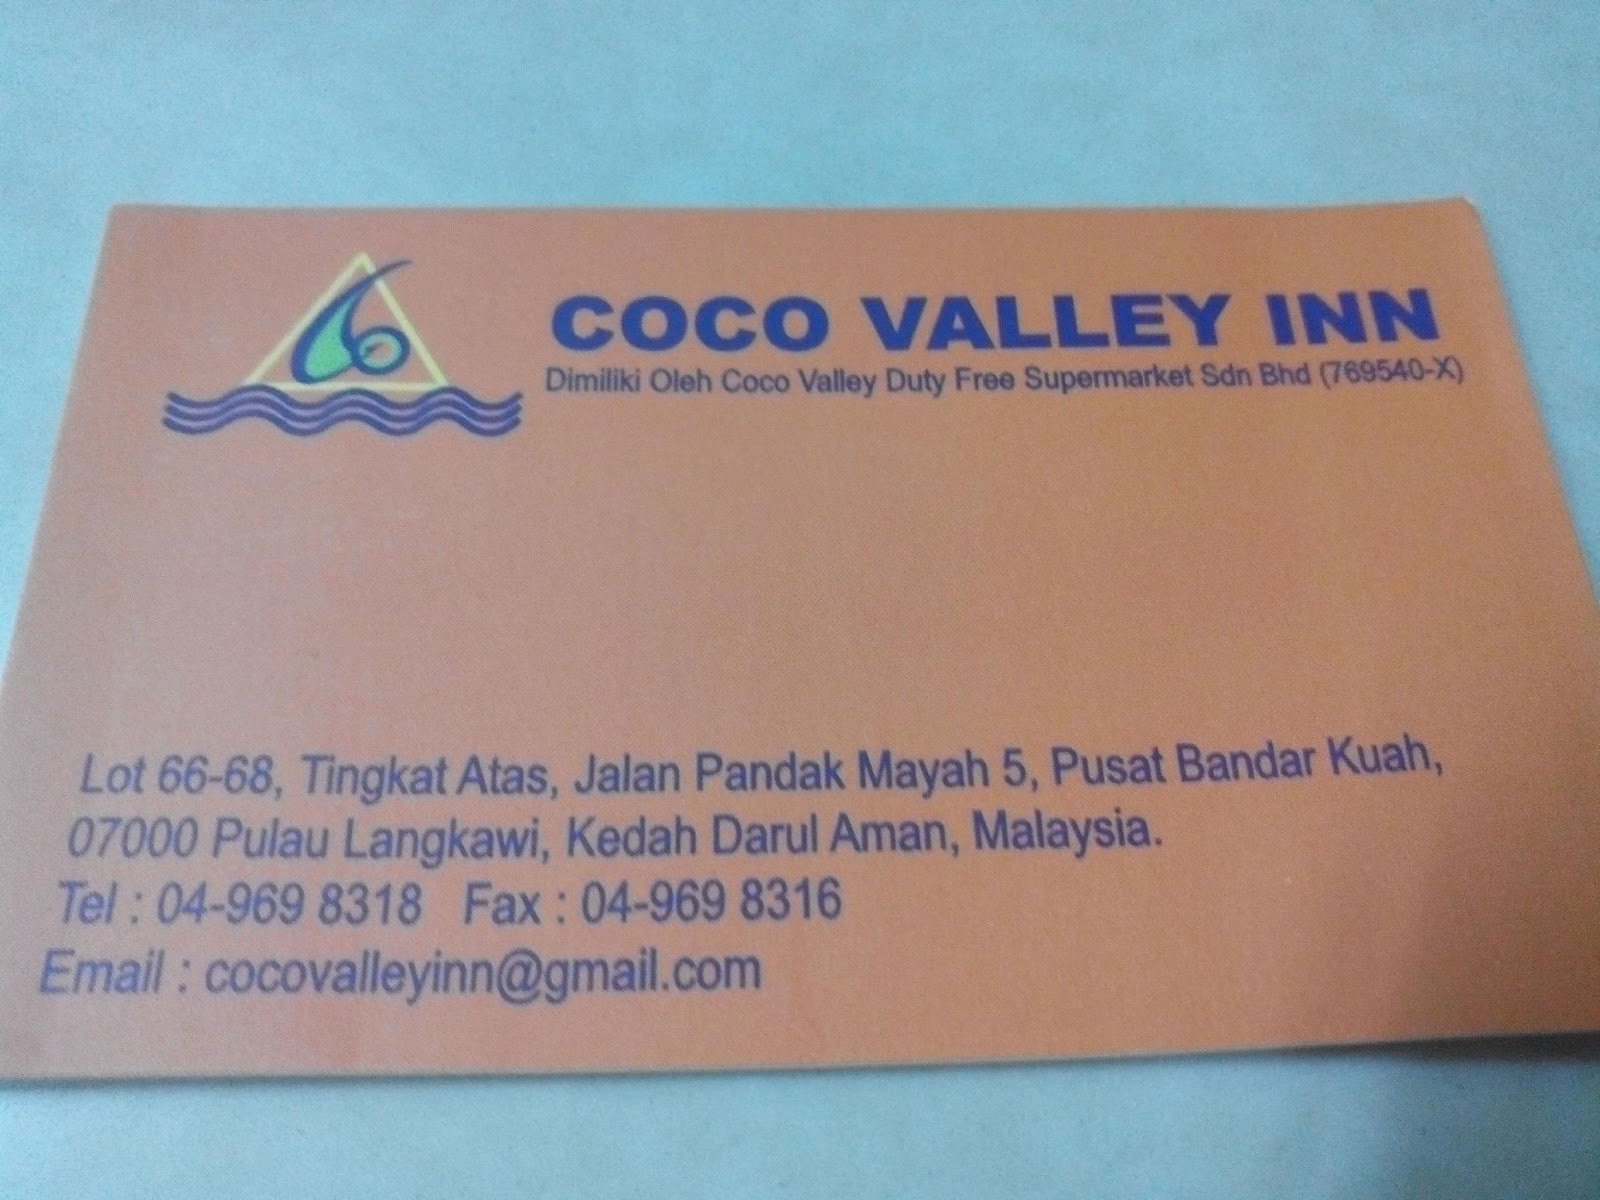 COCO VALLEY INN
Dimiliki Oleh Coco Valley Duty Free Supermarket Sdn Bhd (769540-X)
Lot 66-68, Tingkat Atas, Jalan Pandak Mayah 5, Pusat Bandar Kuah,
07000 Pulau Langkawi, Kedah Darul Aman, Malaysia.
Tel : 04-969 8318 Fax : 04-969 8316
Email : cocovalleyinn@gmail.com